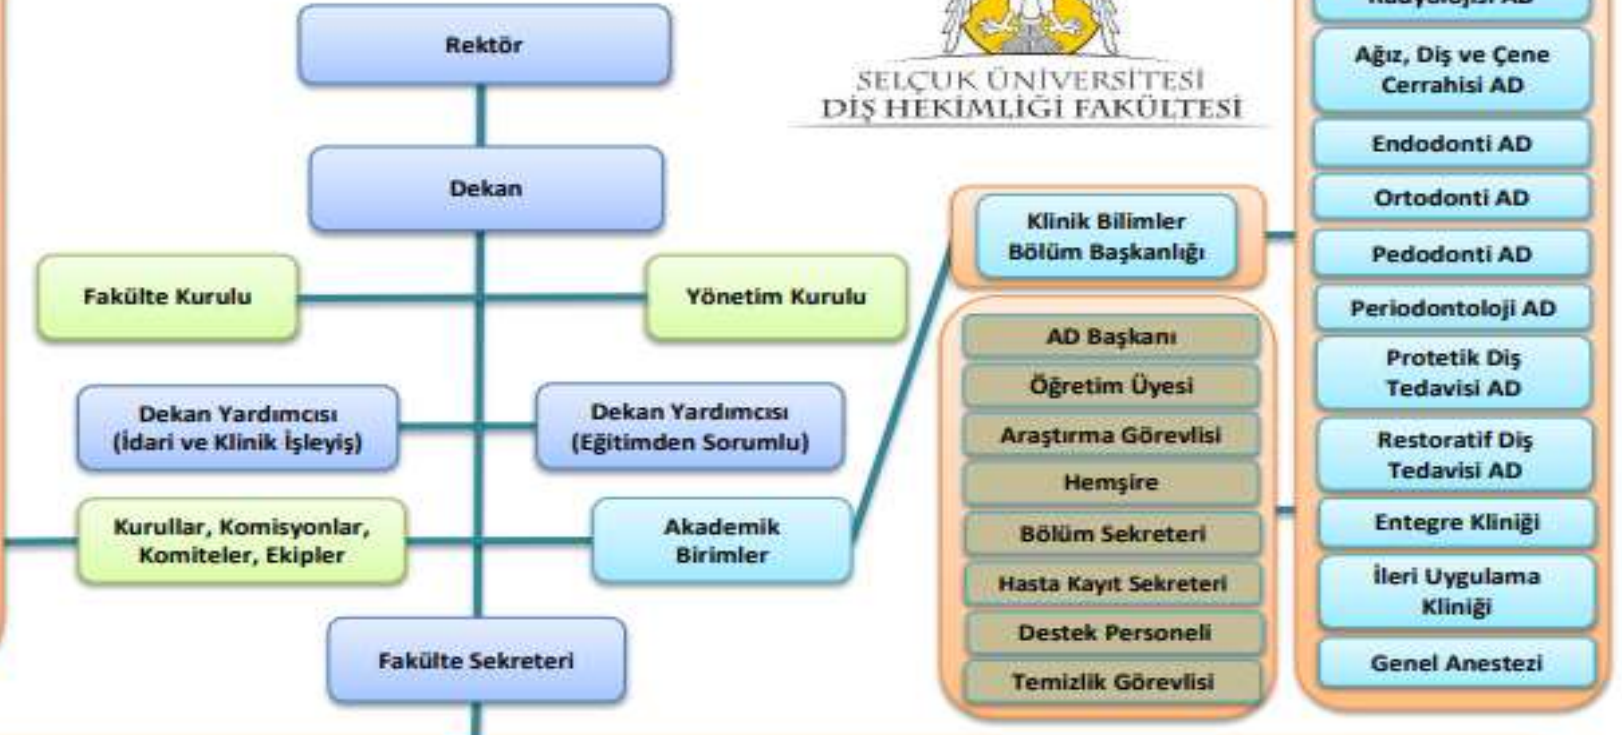 Rektör
SELÇUK ÜNİVERSİTESİ
DİŞ HEKİMLİĞİ FAKÜLTESİ
Dekan
Fakülte Kurulu
Yönetim Kurulu
Dekan Yardımcısı
(İdari ve Klinik İşleyiş)
Dekan Yardımcısı
(Eğitimden Sorumlu)
Kurullar, Komisyonlar,
Komiteler, Ekipler
Akademik
Birimler
Fakülte Sekreteri
Klinik Bilimler
Bölüm Başkanlığı
AD Başkanı
Öğretim Üyesi
Araştırma Görevlisi
Hemşire
Bölüm Sekreteri
Hasta Kayıt Sekreteri
Destek Personeli
Temizlik Görevlisi
Ağız, Diş ve Çene
Cerrahisi AD
Endodonti AD
Ortodonti AD
Pedodonti AD
Periodontoloji AD
Protetik Diş
Tedavisi AD
Restoratif Diş
Tedavisi AD
Entegre Kliniği
İleri Uygulama
Kliniği
Genel Anestezi